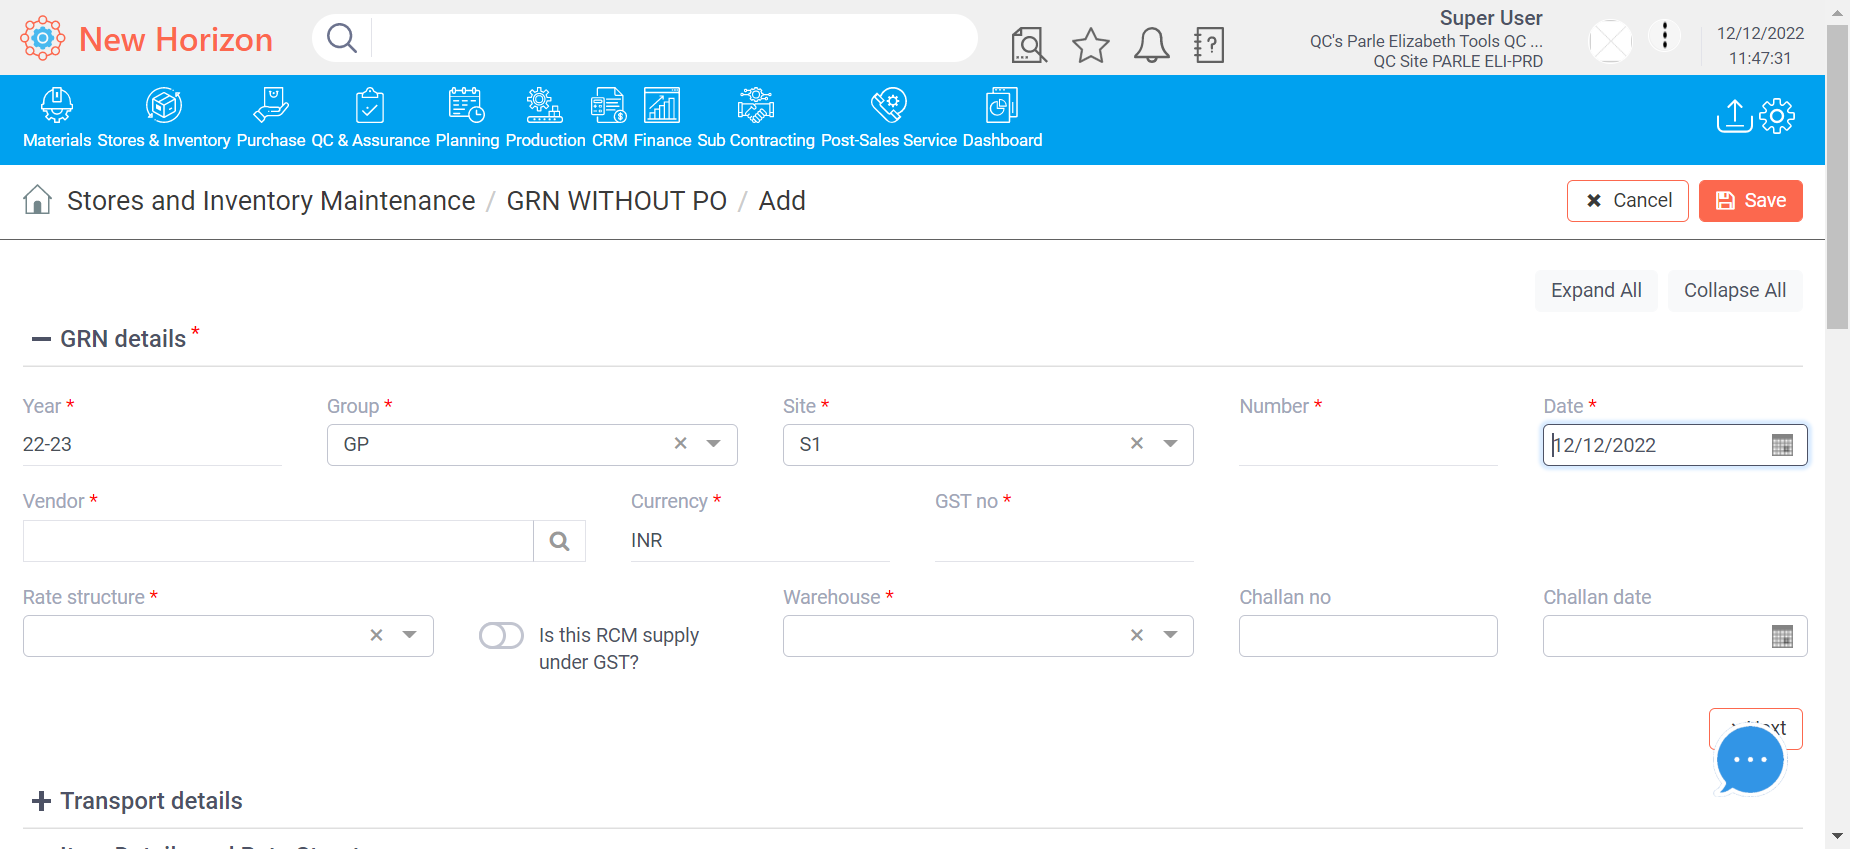 New Horizon
Super User
QC's Parle Elizabeth Tools QC ...
QC Site PARLE ELI-PRD
12/12/2022
11:47:31
Materials Stores & Inventory Purchase QC & Assurance Planning Production CRM Finance Sub Contracting Post-Sales Service Dashboard
Stores and Inventory Maintenance / GRN WITHOUT PO / Add
Cancel
Save
Expand All
Collapse All
GRN details *
Year * Group * Site * Number * Date *
22-23 GP S1 12/12/2022
Vendor * Currency * GST no *
INR
Rate structure * Warehouse * Challan no Challan date
Is this RCM supply
under GST?
Transport details